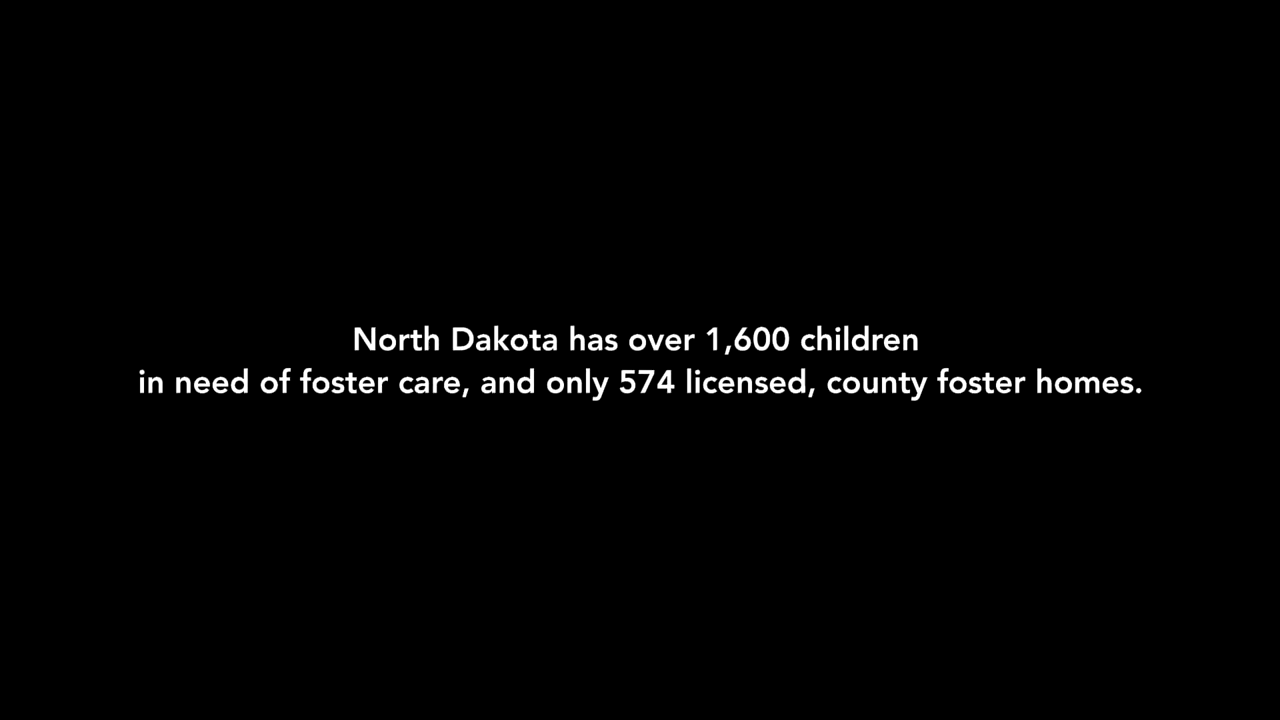 North Dakota has over 1,600 children
in need of foster care, and only 574 licensed, county foster homes.